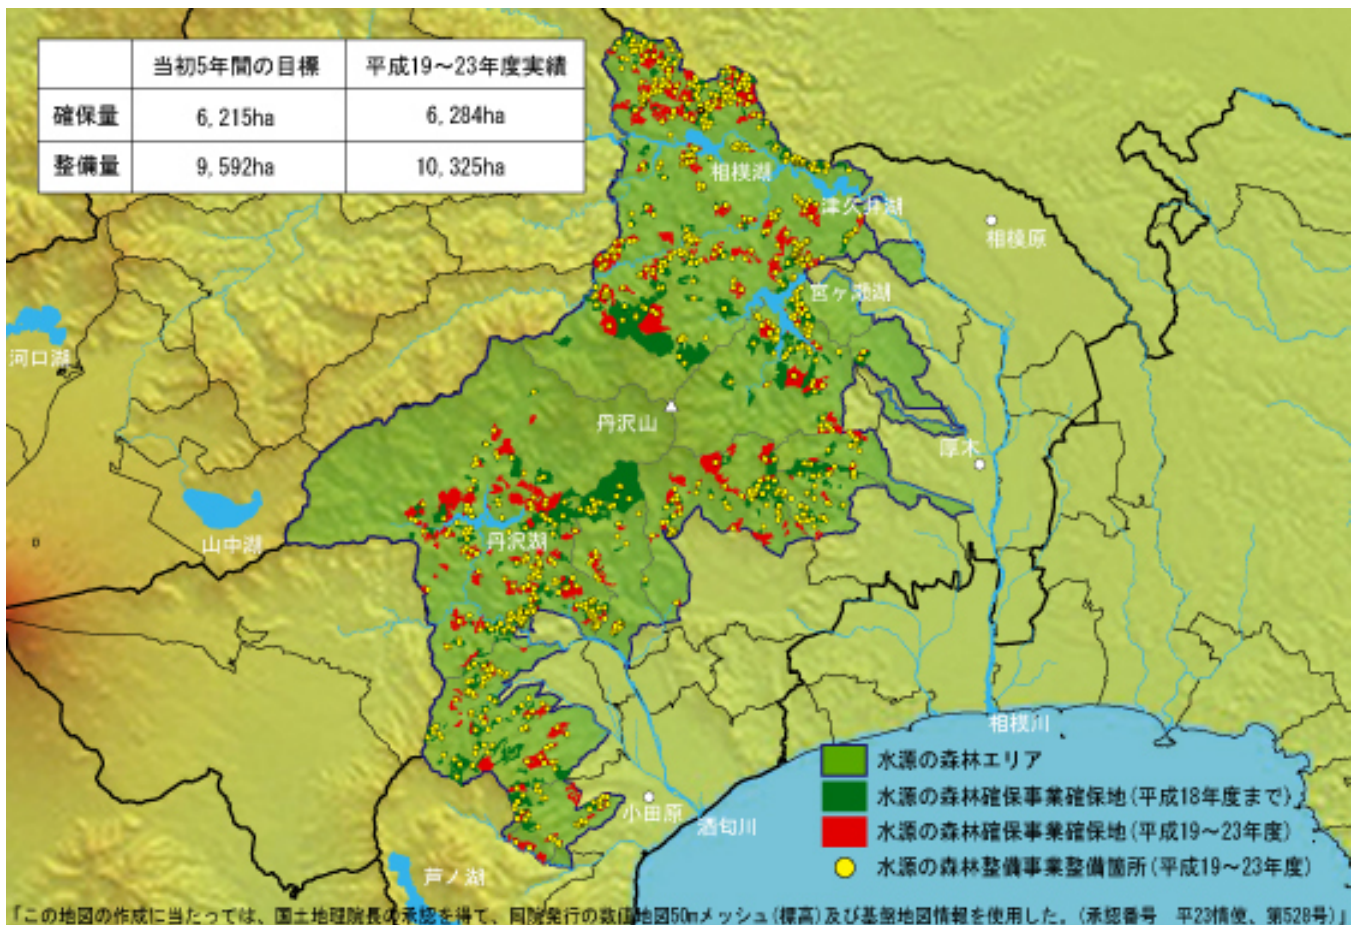 当初5年間の目標 平成19～23年度実績
確保量 6,215ha 6,284ha
整備量 9,592ha 10,325ha
相模湖
津久井湖
相模原
宮ヶ瀬湖
河口湖
丹沢山
厚木
山中湖
丹沢湖
相模川
水源の森林エリア
水源の森林確保事業確保地(平成18年度まで)
水源の森林確保事業確保地(平成19～23年度)
水源の森林整備事業整備箇所(平成19～23年度)
小田原
酒匂川
芦ノ湖
「この地図の作成に当たっては、国土地理院長の承認を得て、同院発行の数値地図50mメッシュ(標高)及び基盤地図情報を使用した。(承認番号 平23情使、第528号)」